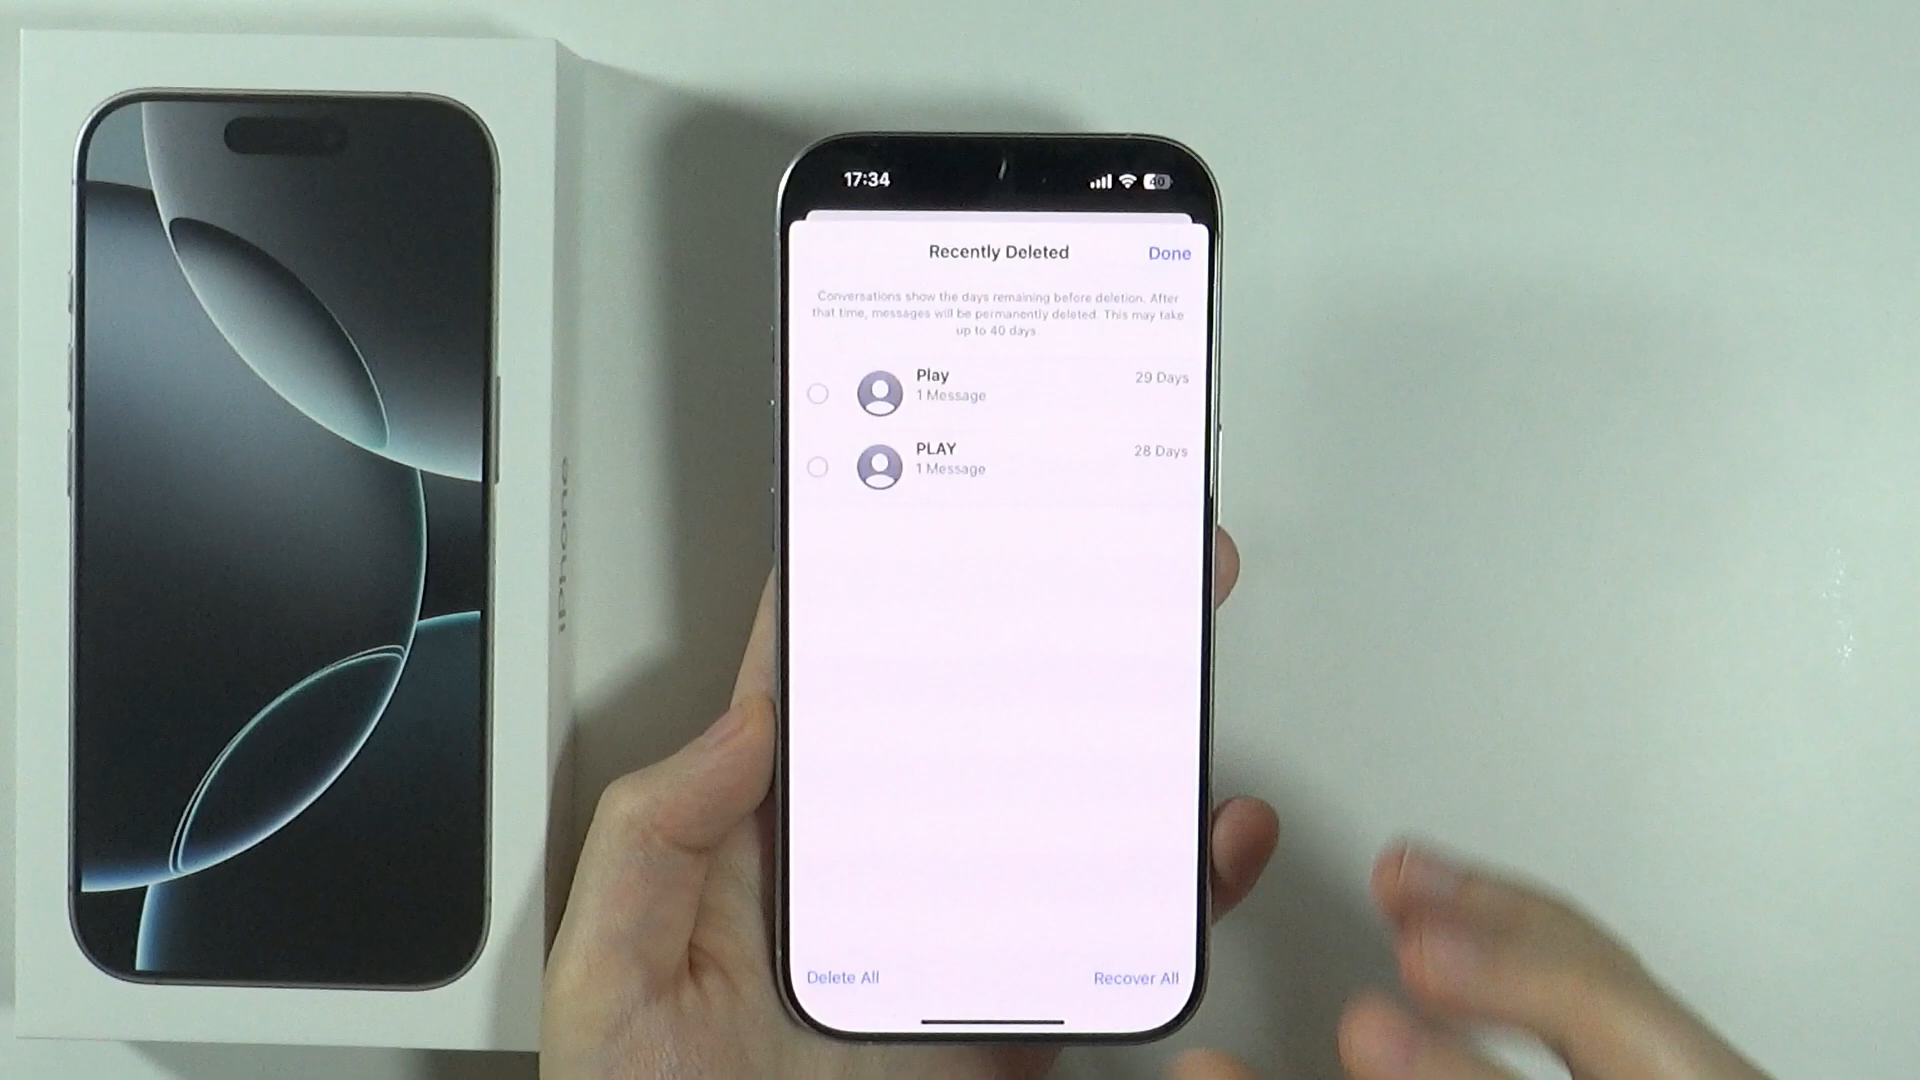 iPhone
17:34
40
Recently Deleted
Done
Conversations show the days remaining before deletion. After
that time, messages will be permanently deleted. This may take
up to 40 days.
Play
29 Days
1 Message
PLAY
28 Days
1 Message
Delete All
Recover All